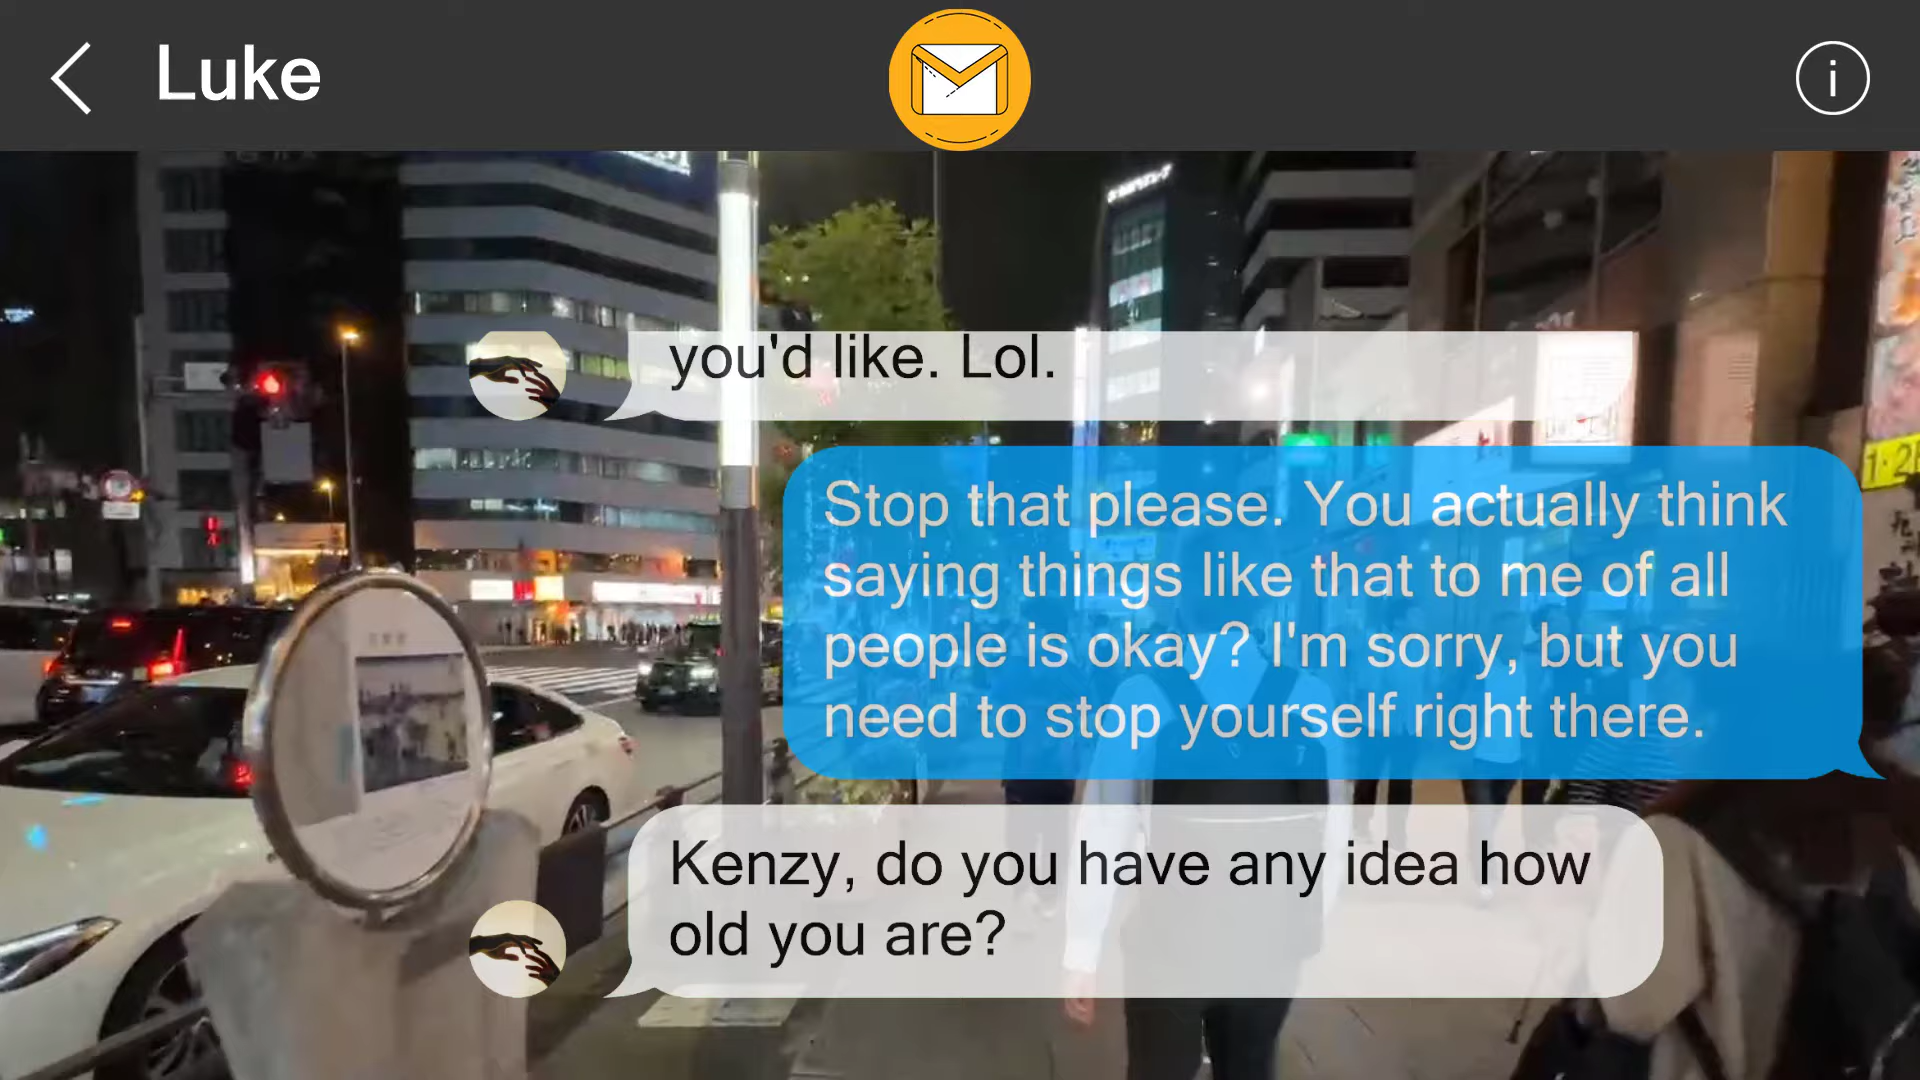 Luke
you'd like. Lol.
Stop that please. You actually think
saying things like that to me of all
people is okay? I'm sorry, but you
need to stop yourself right there.
Kenzy, do you have any idea how
old you are?